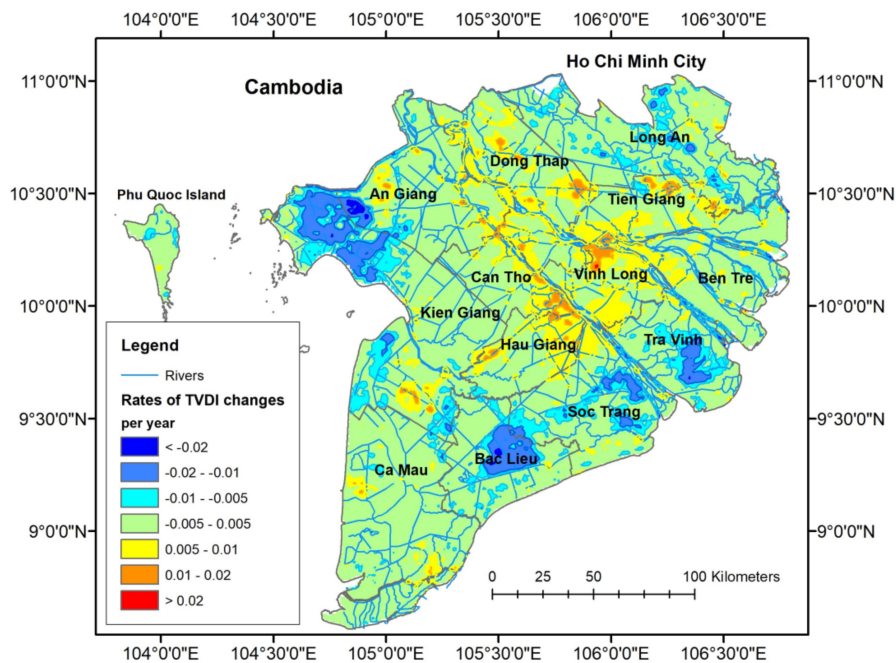 104°0'0"E 104°30'0"E 105°0'0"E 105°30'0"E 106°0'0"E 106°30'0"E
Ho Chi Minh City
11°0'0"N 11°0'0"N
Cambodia
Long An
Dong Thap
10°30'0"N 10°30'0"N
Phu Quoc Island
An Giang
Tien Giang
Can Tho
Vinh Long
Ben Tre
10°0'0"N 10°0'0"N
Kien Giang
Hau Giang
Tra Vinh
9°30'0"N 9°30'0"N
Soc Trang
Bac Lieu
Ca Mau
9°0'0"N 9°0'0"N
Legend
Rivers
Rates of TVDI changes
per year
< -0.02
-0.02 - -0.01
-0.01 - -0.005
-0.005 - 0.005
0.005 - 0.01
0.01 - 0.02
> 0.02
0 25 50 100 Kilometers
104°0'0"E 104°30'0"E 105°0'0"E 105°30'0"E 106°0'0"E 106°30'0"E